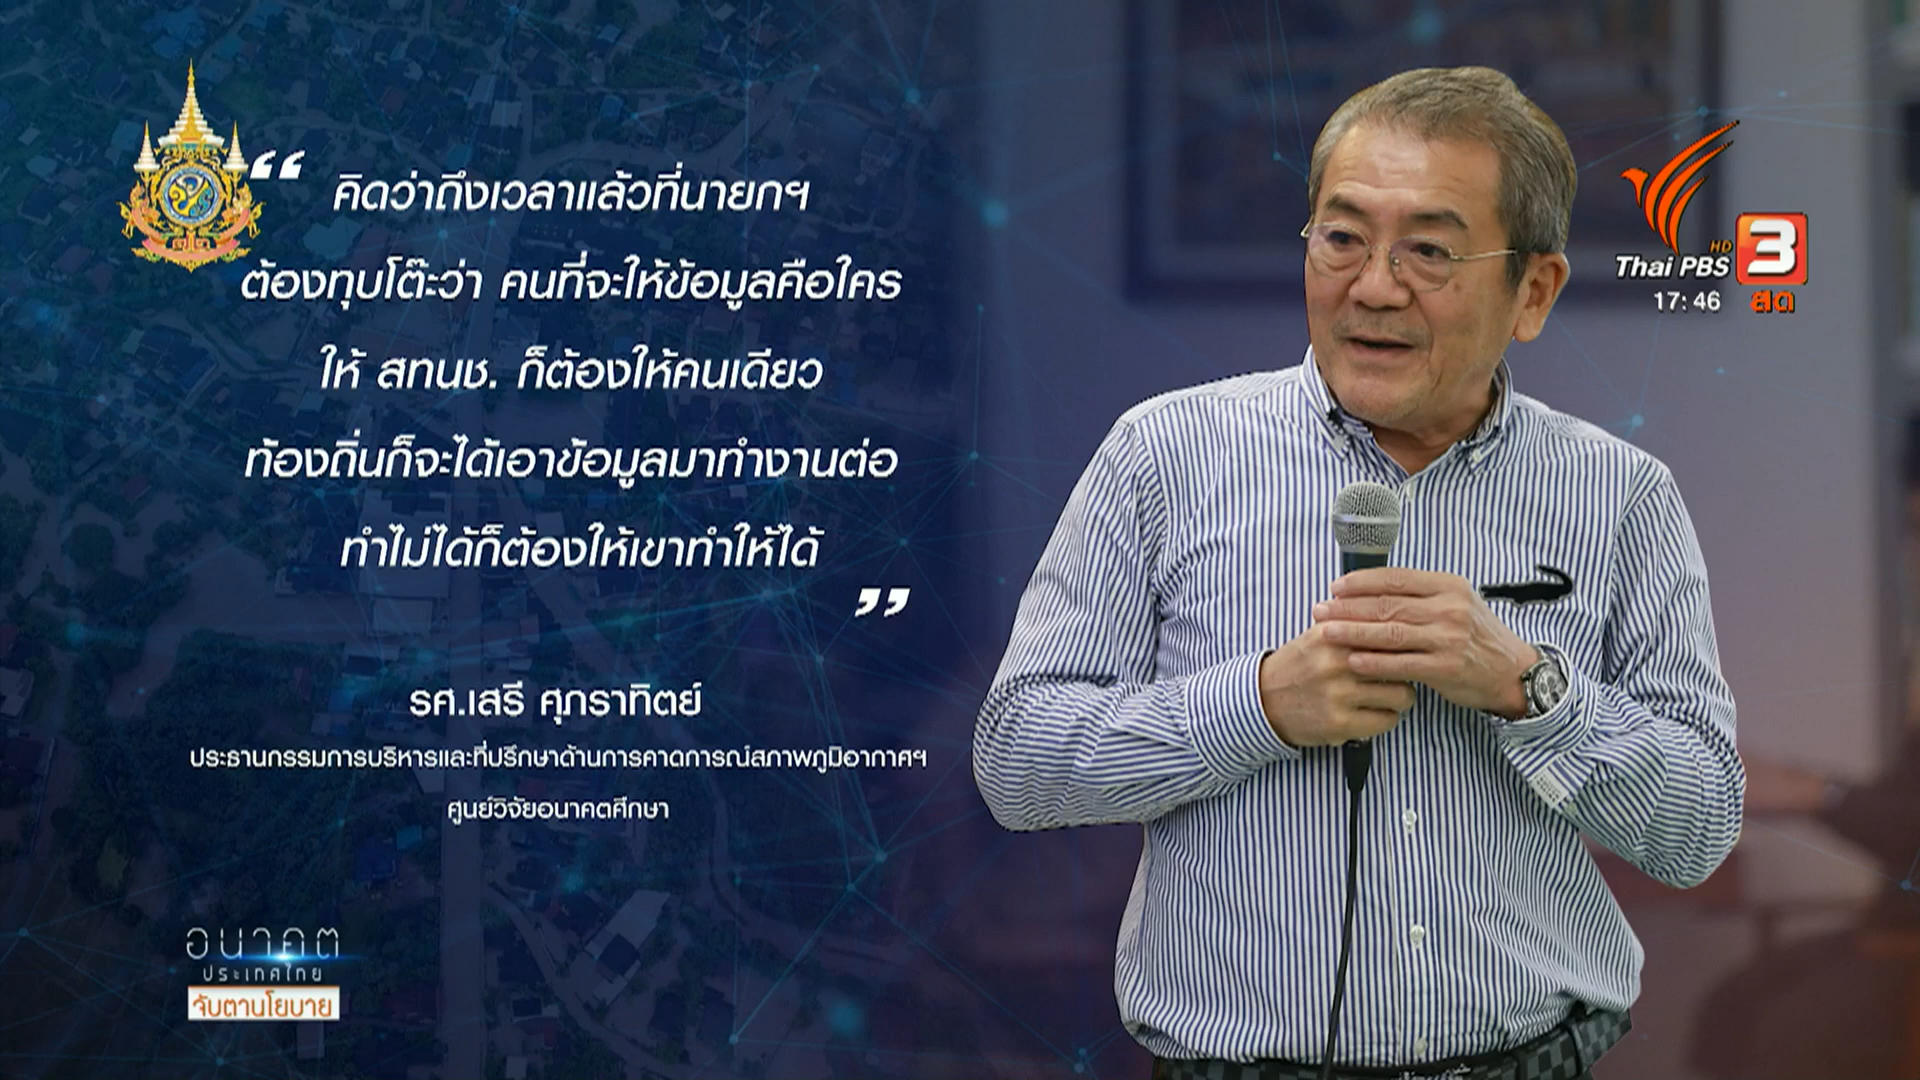 “ คิดว่าถึงเวลาแล้วที่นายกฯ
ต้องทุบโต๊ะว่า คนที่จะให้ข้อมูลคือใคร
ให้ สทนช. ก็ต้องให้คนเดียว
ท้องถิ่นก็จะได้เอาข้อมูลมาทำงานต่อ
ทำไม่ได้ก็ต้องให้เขาทำให้ได้
”
รศ.เสรี ศุภราทิตย์
ประธานกรรมการบริหารและที่ปรึกษาด้านการคาดการณ์สภาพภูมิอากาศฯ
ศูนย์วิจัยอนาคตศึกษา
อนาคต
ประเทศไทย
จับตานโยบาย
HD
Thai PBS 3
17:46 สด